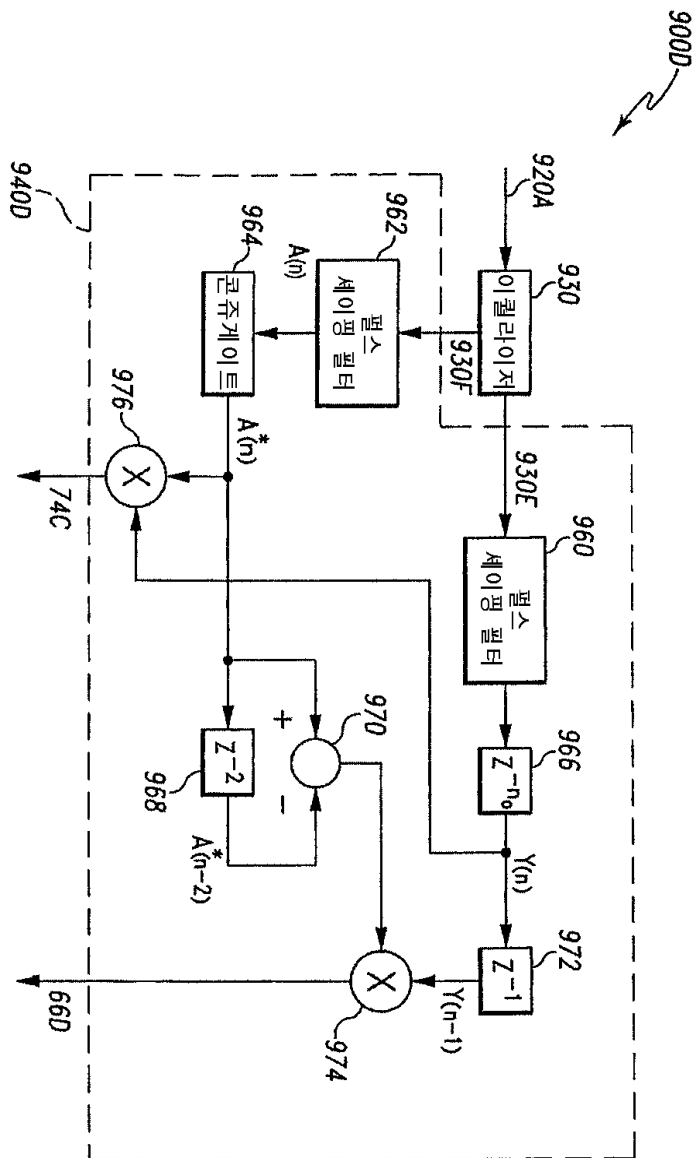 900D
920A
930
이퀄라이저
930E
960
펄스
셰이핑 필터
966
Z⁻ⁿ⁰
Y(n)
972
Z⁻¹
Y(n−1)
930F
962
펄스
셰이핑 필터
A(n)
964
콘쥬게이트
A*(n)
970
+
−
Z⁻²
968
A*(n−2)
976
X
974
X
74C
66D
940D